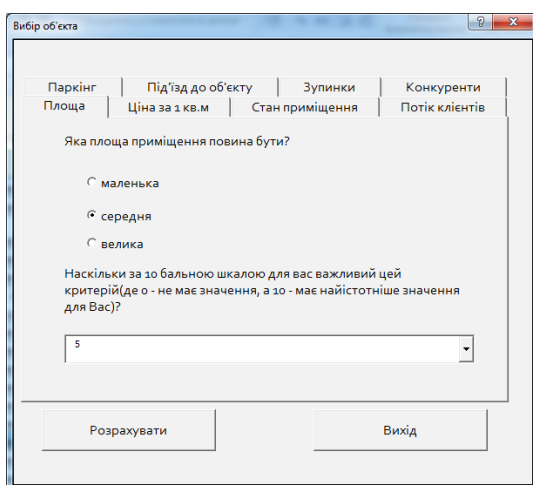 Вибір об'єкта
Паркінг Під'їзд до об'єкту Зупинки Конкуренти
Площа Ціна за 1 кв.м Стан приміщення Потік клієнтів
Яка площа приміщення повина бути?
маленька
середня
велика
Наскільки за 10 бальною шкалою для вас важливий цей
критерій(де 0 - не має значення, а 10 - має найістотніше значення
для Вас)?
5
Розрахувати Вихід